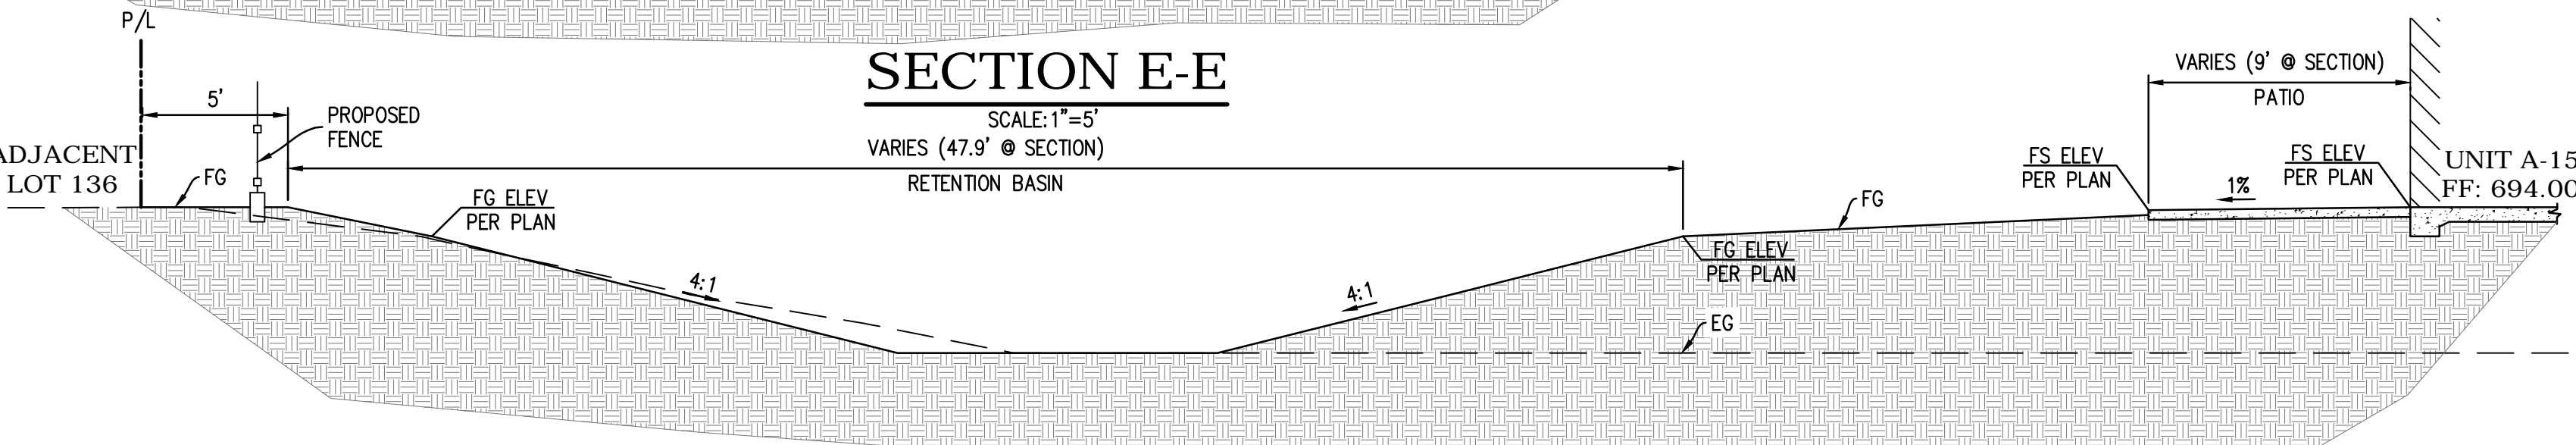 P/L
SECTION E-E
SCALE: 1"=5'
5'
PROPOSED
FENCE
VARIES (47.9' @ SECTION)
RETENTION BASIN
VARIES (9' @ SECTION)
PATIO
ADJACENT
LOT 136
FG
FG ELEV
PER PLAN
4:1
4:1
FG ELEV
PER PLAN
EG
FG
FS ELEV
PER PLAN
1%
FS ELEV
PER PLAN
UNIT A-15
FF: 694.00